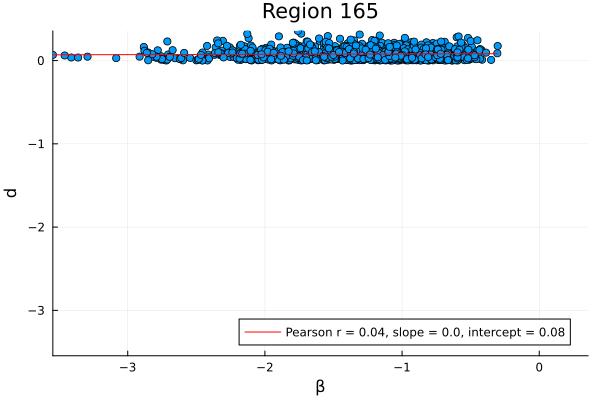 Region 165
d
0
−1
−2
−3
Pearson r = 0.04, slope = 0.0, intercept = 0.08
−3 −2 −1 0
β